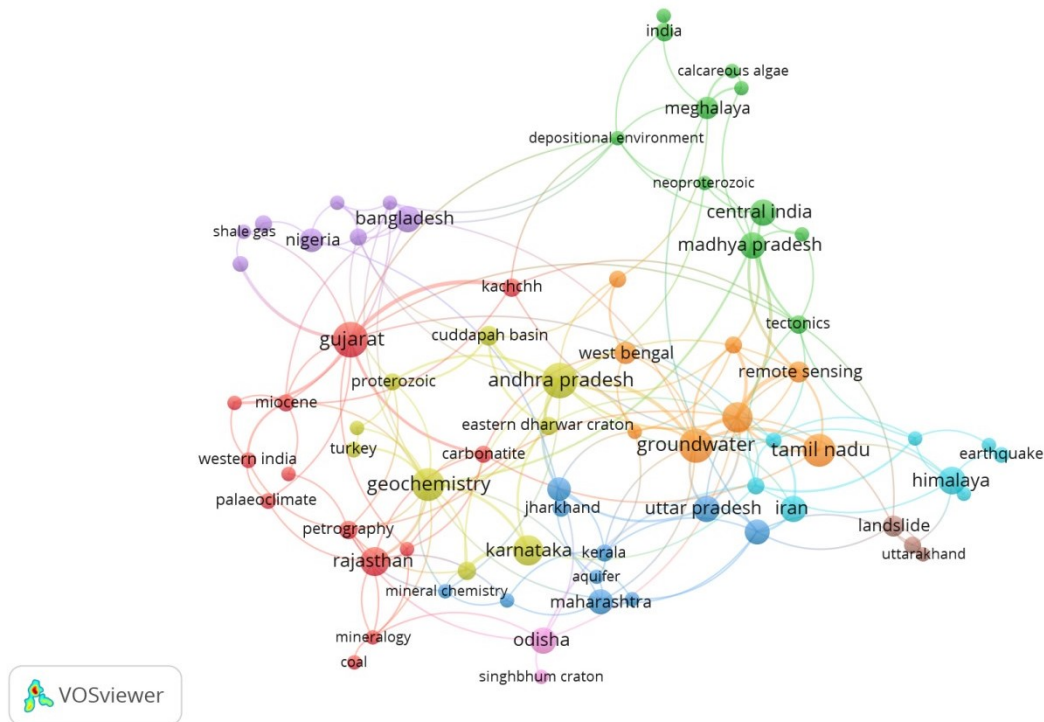 india
calcareous algae
meghalaya
depositional environment
neoproterozoic
central india
bangladesh
shale gas
nigeria
madhya pradesh
kachchh
tectonics
gujarat
cuddapah basin
west bengal
remote sensing
proterozoic
andhra pradesh
miocene
eastern dharwar craton
turkey
carbonatite
groundwater
tamil nadu
western india
earthquake
geochemistry
himalaya
palaeoclimate
jharkhand
uttar pradesh
iran
petrography
landslide
karnataka
kerala
uttarakhand
rajasthan
aquifer
mineral chemistry
maharashtra
mineralogy
odisha
coal
singhbhum craton
VOSviewer